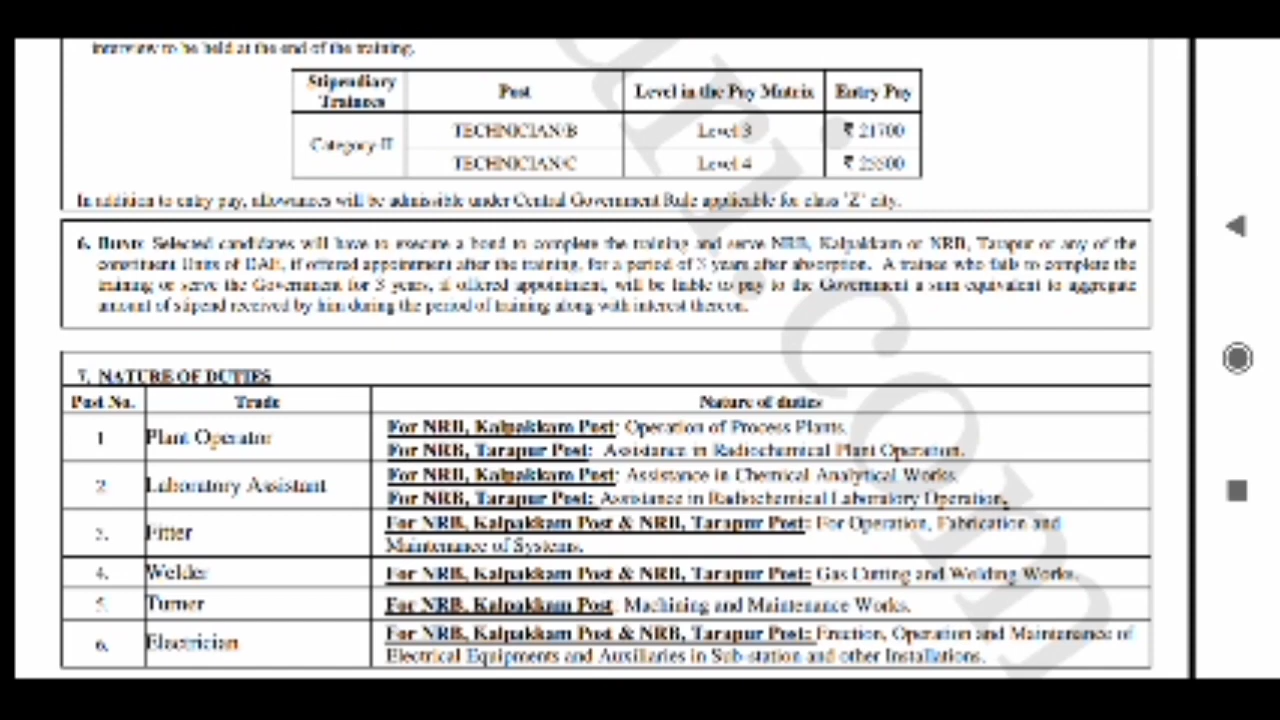 interview to be held at the end of the training.
Stipendiary Trainees Post Level in the Pay Matrix Entry Pay
Category-II TECHNICIAN/B Level 3 ₹ 21700
TECHNICIAN/C Level 4 ₹ 25500
In addition to entry pay, allowances will be admissible under Central Government Rule applicable for class 'Z' city.
6. BOND: Selected candidates will have to execute a bond to complete the training and serve NRB, Kalpakkam or NRB, Tarapur or any of the
constituent Units of DAE, if offered appointment after the training, for a period of 3 years after absorption. A trainee who fails to complete the
training or serve the Government for 3 years, if offered appointment, will be liable to pay to the Government a sum equivalent to aggregate
amount of stipend received by him during the period of training along with interest thereon.
7. NATURE OF DUTIES
Post No. Trade Nature of duties
1 Plant Operator For NRB, Kalpakkam Post: Operation of Process Plants.
For NRB, Tarapur Post: Assistance in Radiochemical Plant Operation.
2 Laboratory Assistant For NRB, Kalpakkam Post: Assistance in Chemical Analytical Works.
For NRB, Tarapur Post: Assistance in Radiochemical Laboratory Operation.
3. Fitter For NRB, Kalpakkam Post & NRB, Tarapur Post: For Operation, Fabrication and
Maintenance of Systems.
4. Welder For NRB, Kalpakkam Post & NRB, Tarapur Post: Gas Cutting and Welding Works.
5. Turner For NRB, Kalpakkam Post: Machining and Maintenance Works.
6. Electrician For NRB, Kalpakkam Post & NRB, Tarapur Post: Erection, Operation and Maintenance of
Electrical Equipments and Auxiliaries in Sub-station and other Installations.